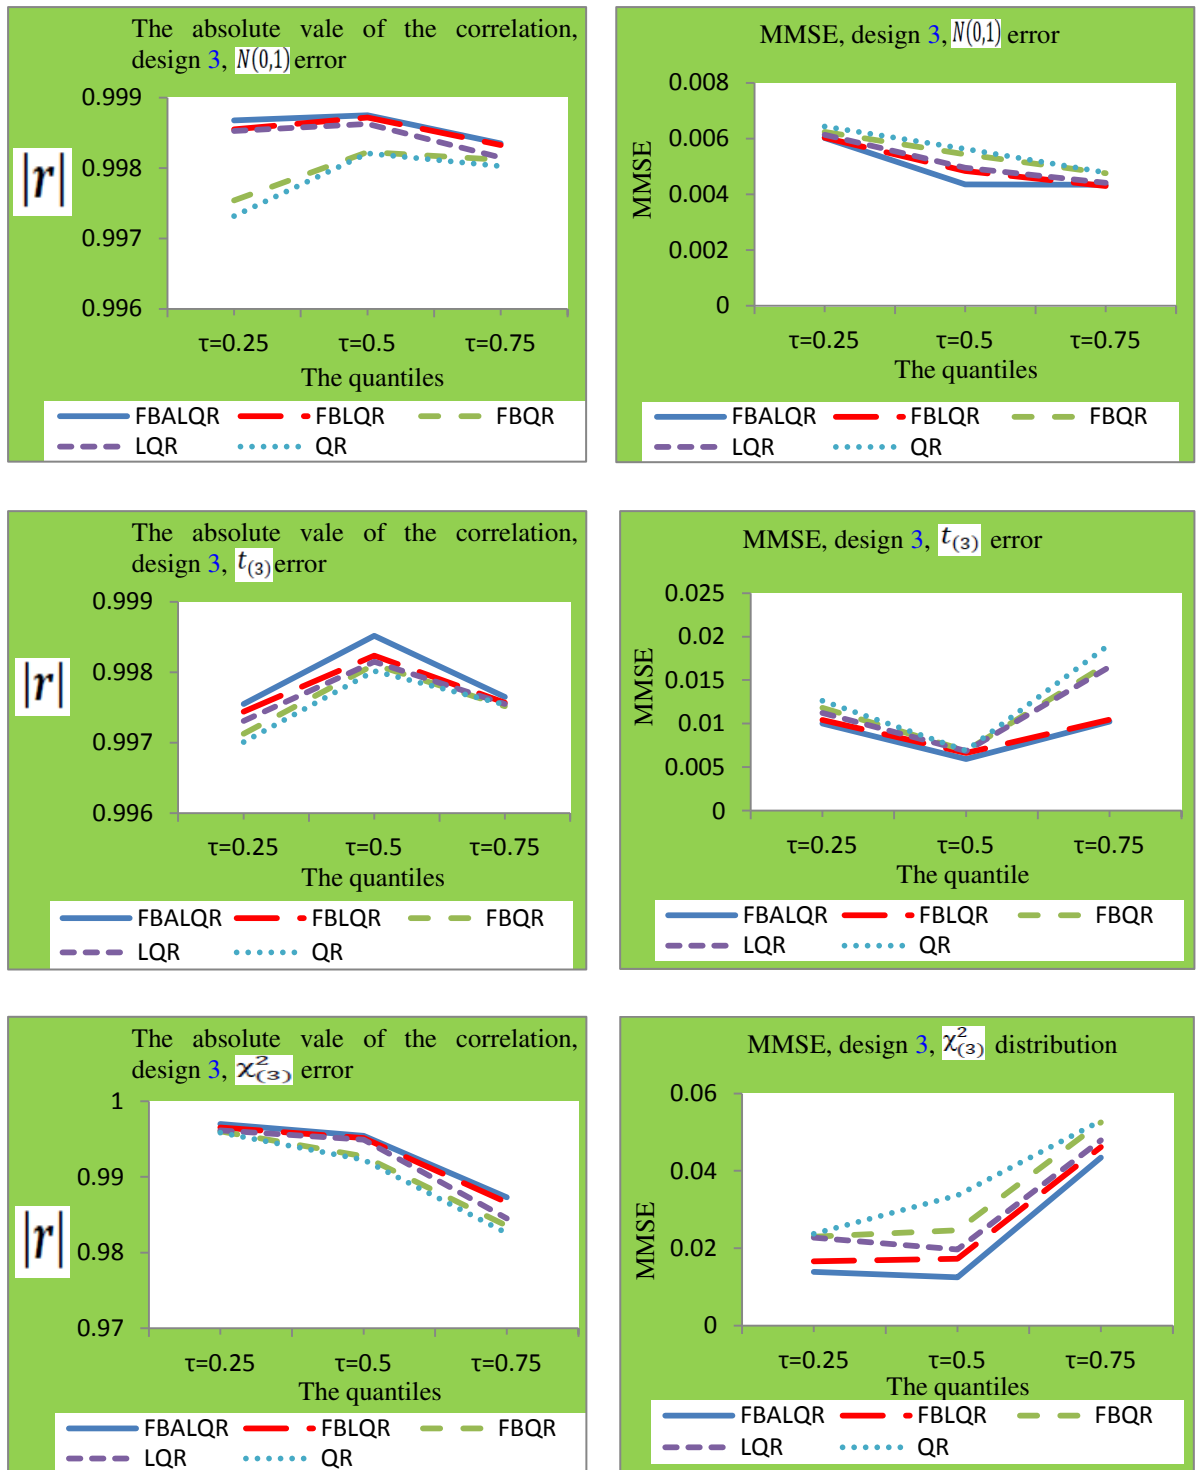 The absolute vale of the correlation,
design 3, N(0,1) error
0.999
0.998
0.997
0.996
|r|
τ=0.25 τ=0.5 τ=0.75
The quantiles
FBALQR FBLQR FBQR
LQR QR
MMSE, design 3, N(0,1) error
0.008
0.006
0.004
0.002
0
MMSE
τ=0.25 τ=0.5 τ=0.75
The quantiles
FBALQR FBLQR FBQR
LQR QR
The absolute vale of the correlation,
design 3, t(3) error
0.999
0.998
0.997
0.996
|r|
τ=0.25 τ=0.5 τ=0.75
The quantiles
FBALQR FBLQR FBQR
LQR QR
MMSE, design 3, t(3) error
0.025
0.02
0.015
0.01
0.005
0
MMSE
τ=0.25 τ=0.5 τ=0.75
The quantile
FBALQR FBLQR FBQR
LQR QR
The absolute vale of the correlation,
design 3, χ²(3) error
1
0.99
0.98
0.97
|r|
τ=0.25 τ=0.5 τ=0.75
The quantiles
FBALQR FBLQR FBQR
LQR QR
MMSE, design 3, χ²(3) distribution
0.06
0.04
0.02
0
MMSE
τ=0.25 τ=0.5 τ=0.75
The quantiles
FBALQR FBLQR FBQR
LQR QR